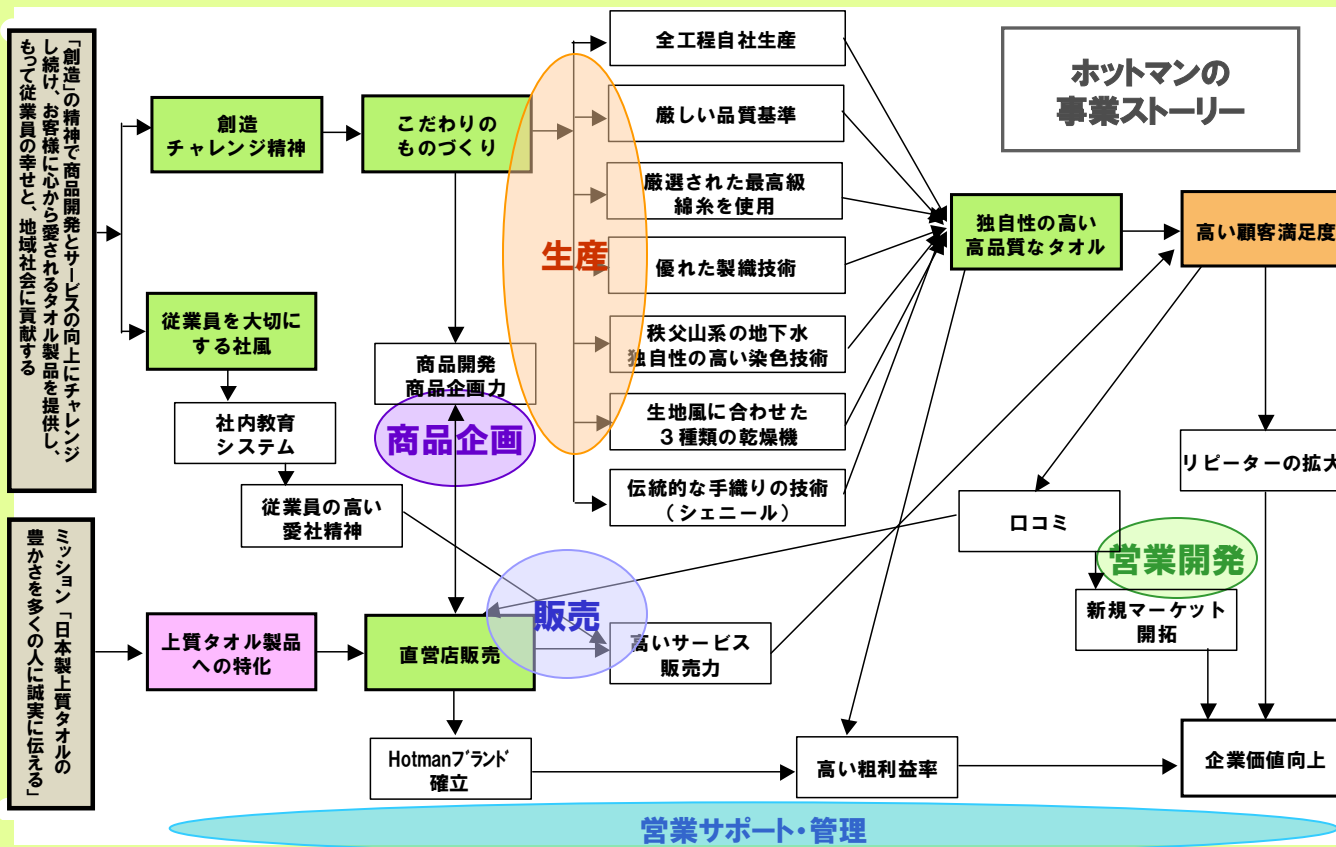 ホットマンの
事業ストーリー
「創造」の精神で商品開発とサービスの向上にチャレンジ
し続け、お客様に心から愛されるタオル製品を提供し、
もって従業員の幸せと、地域社会に貢献する
創造
チャレンジ精神
こだわりの
ものづくり
全工程自社生産
厳しい品質基準
厳選された最高級
綿糸を使用
優れた製織技術
秩父山系の地下水
独自性の高い染色技術
生地風に合わせた
3種類の乾燥機
伝統的な手織りの技術
（シェニール）
生産
独自性の高い
高品質なタオル
高い顧客満足度
従業員を大切に
する社風
社内教育
システム
従業員の高い
愛社精神
商品開発
商品企画力
商品企画
リピーターの拡大
口コミ
営業開発
新規マーケット
開拓
ミッション「日本製上質タオルの
豊かさを多くの人に誠実に伝える」
上質タオル製品
への特化
直営店販売
販売
高いサービス
販売力
Hotmanブランド
確立
高い粗利益率
企業価値向上
営業サポート・管理